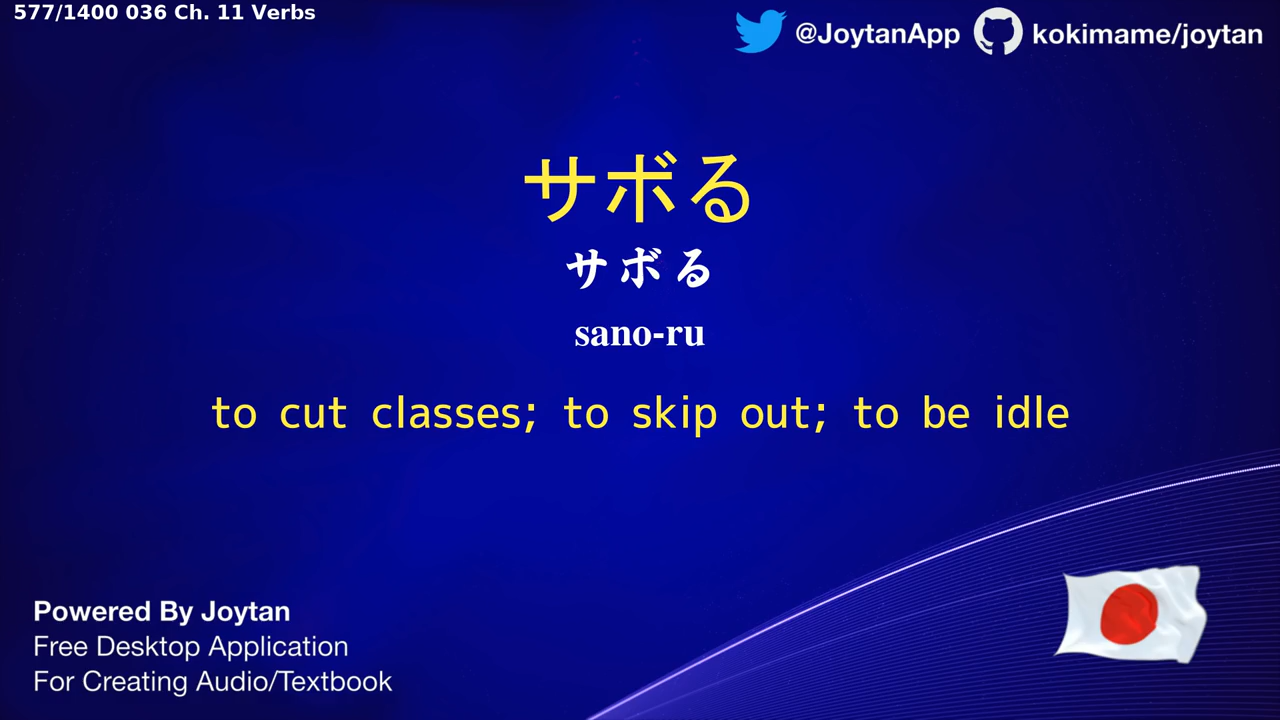 577/1400 036 Ch. 11 Verbs
@JoytanApp kokimame/joytan
サボる
サボる
sano-ru
to cut classes; to skip out; to be idle
Powered By Joytan
Free Desktop Application
For Creating Audio/Textbook